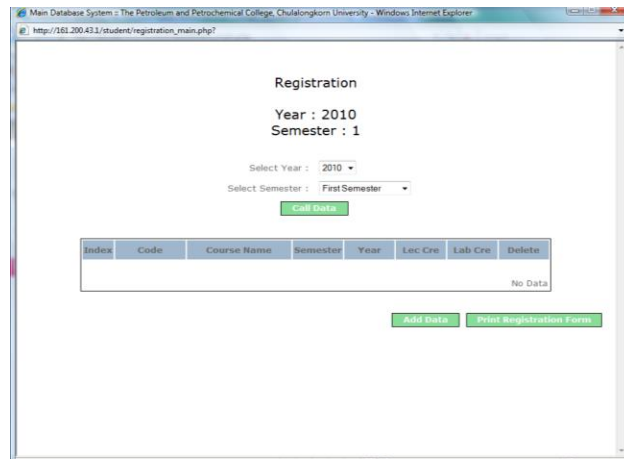 Main Database System :: The Petroleum and Petrochemical College, Chulalongkorn University - Windows Internet Explorer
http://161.200.43.1/student/registration_main.php?
Registration
Year : 2010
Semester : 1
Select Year : 2010
Select Semester : First Semester
Call Data
Index Code Course Name Semester Year Lec Cre Lab Cre Delete
No Data
Add Data Print Registration Form